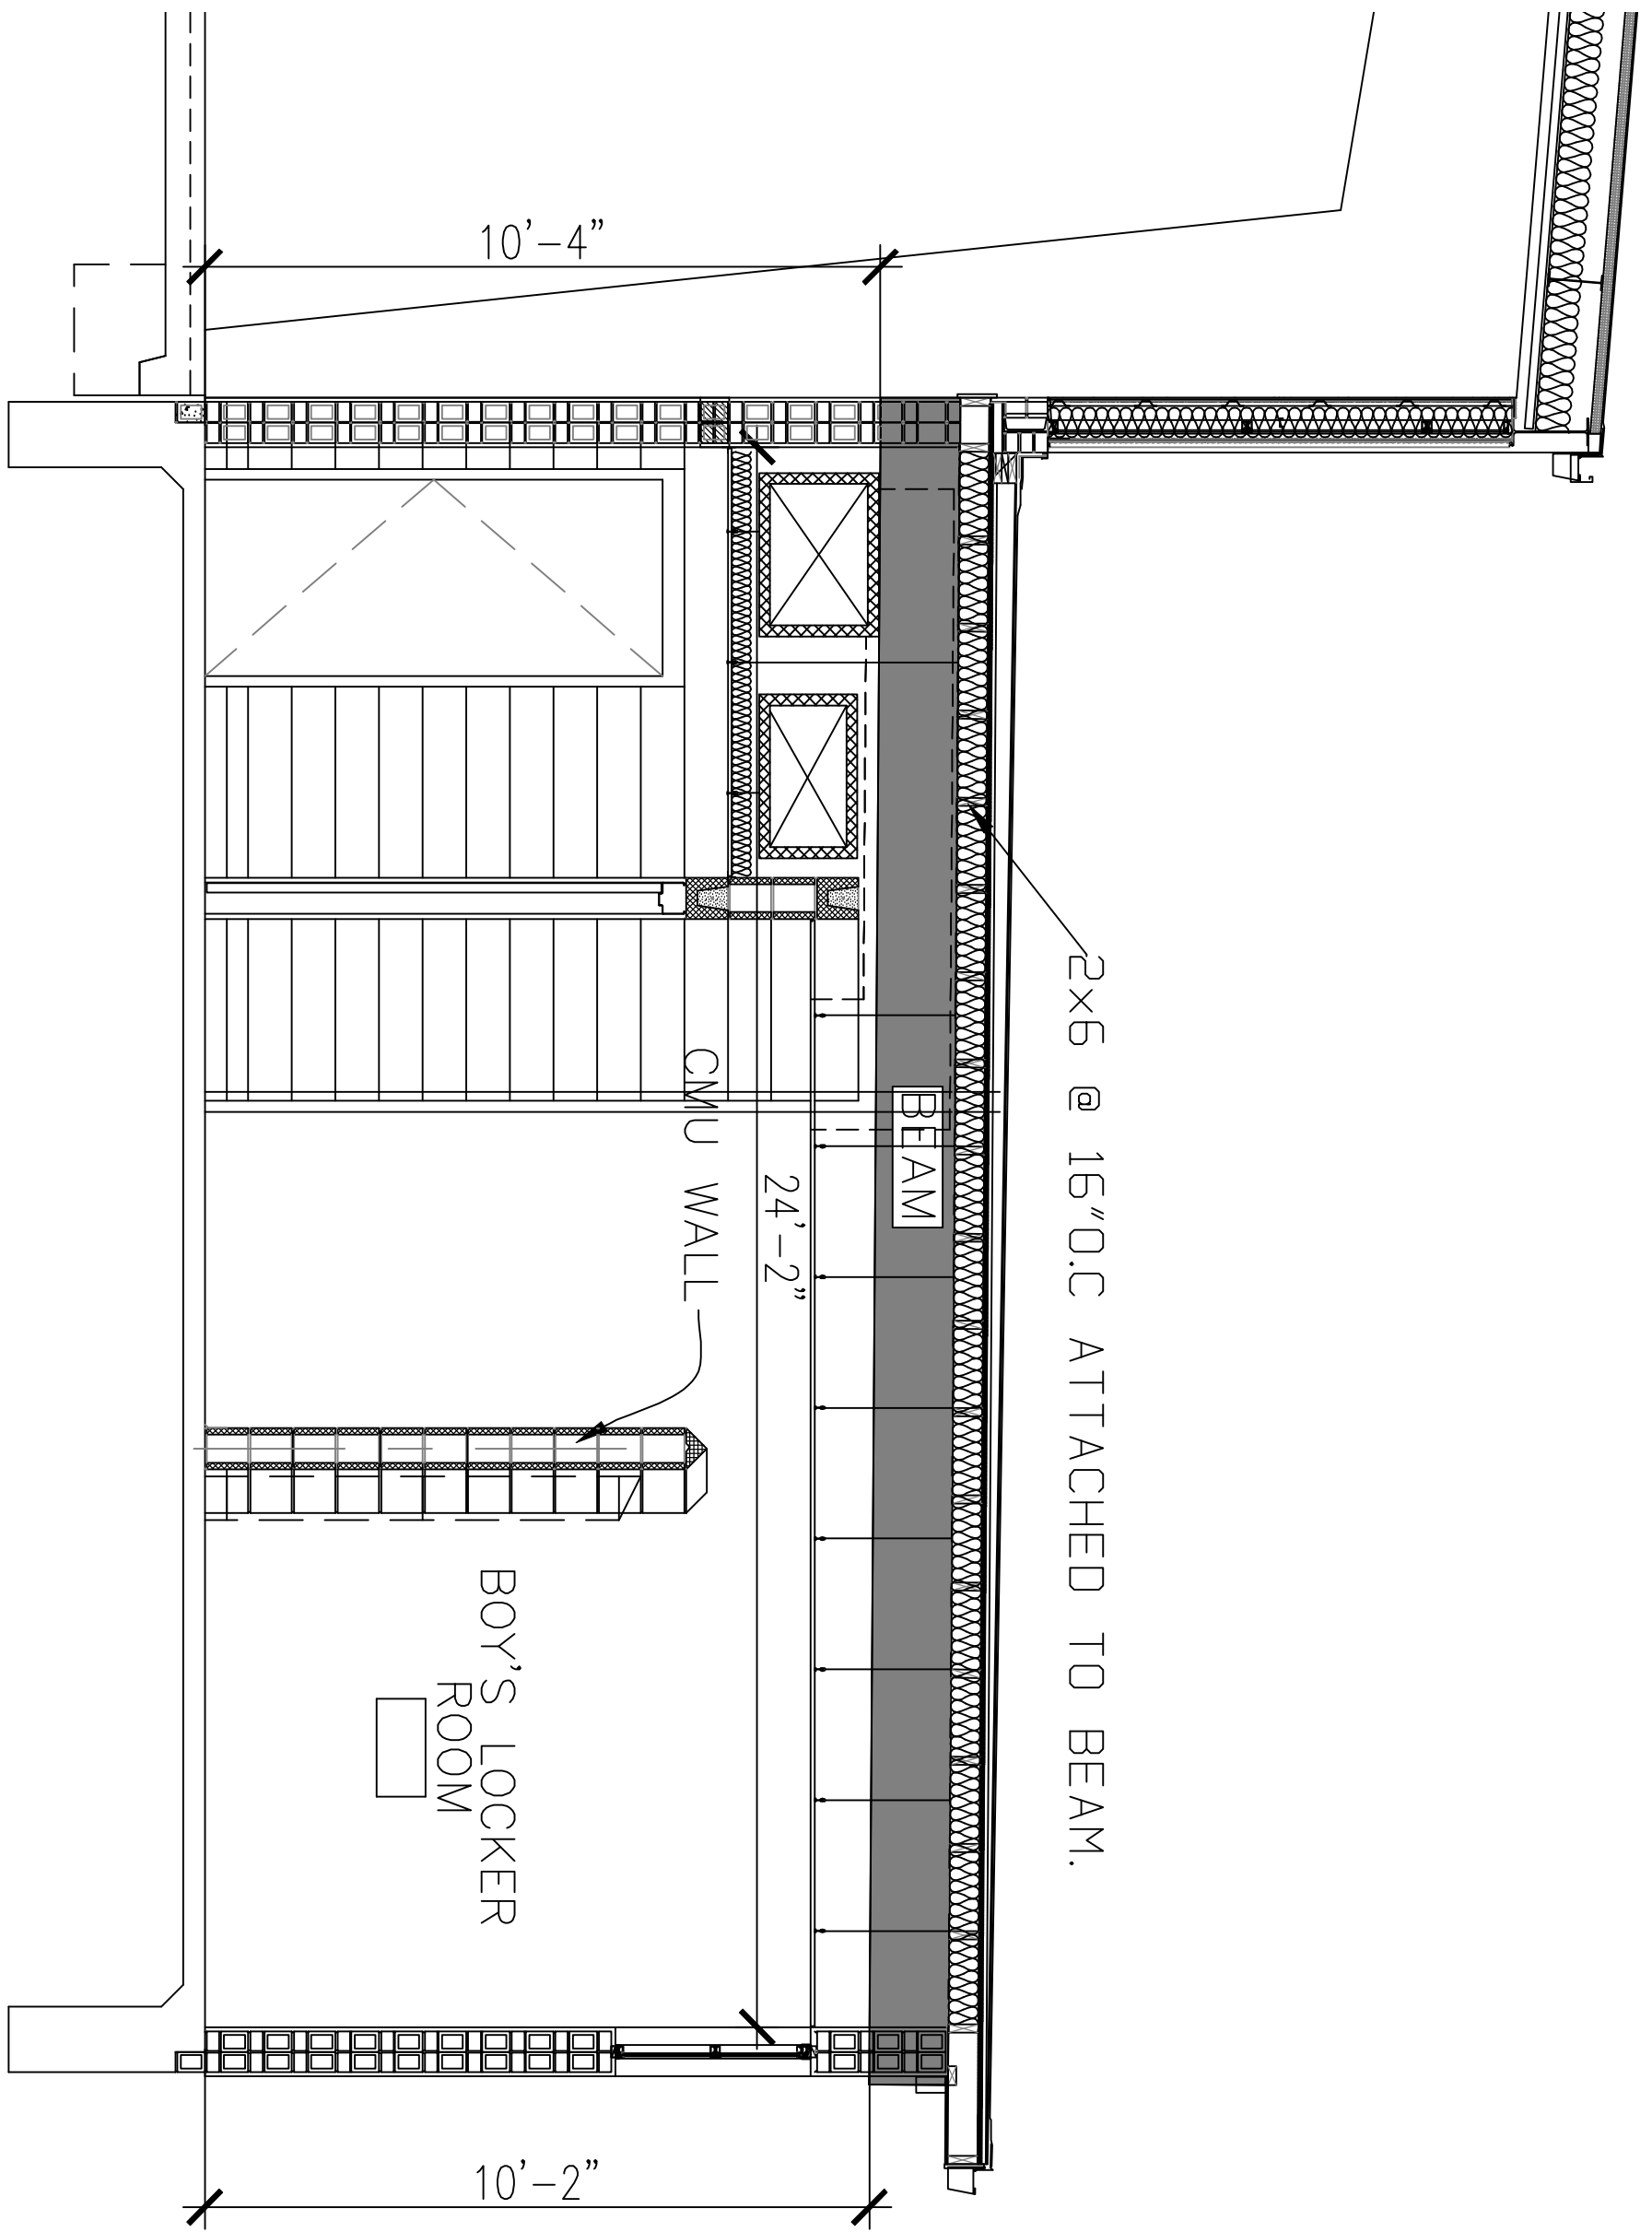 10'-4"
2x6 @ 16"O.C ATTACHED TO BEAM.
BEAM
24'-2"
CMU WALL
BOY'S LOCKER
ROOM
10'-2"